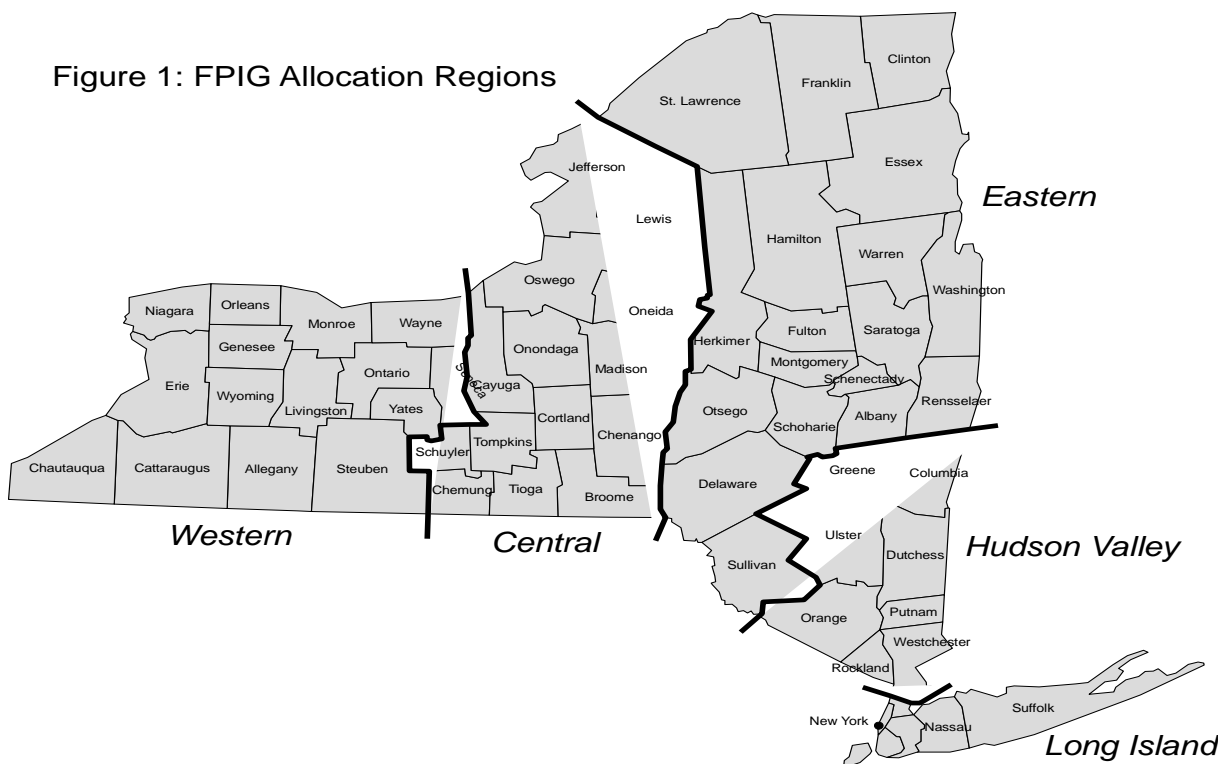 Figure 1: FPIG Allocation Regions
Clinton
Franklin
St. Lawrence
Essex
Jefferson
Eastern
Lewis
Hamilton
Warren
Oswego
Washington
Orleans
Niagara
Oneida
Monroe
Wayne
Fulton
Saratoga
Herkimer
Genesee
Onondaga
Montgomery
Madison
Ontario
Schenectady
Seneca
Cayuga
Erie
Wyoming
Rensselaer
Livingston
Yates
Cortland
Otsego
Albany
Schoharie
Chenango
Tompkins
Schuyler
Chautauqua
Cattaraugus
Allegany
Steuben
Greene
Columbia
Delaware
Chemung
Tioga
Broome
Western
Central
Ulster
Hudson Valley
Dutchess
Sullivan
Putnam
Orange
Westchester
Rockland
Suffolk
New York
Nassau
Long Island